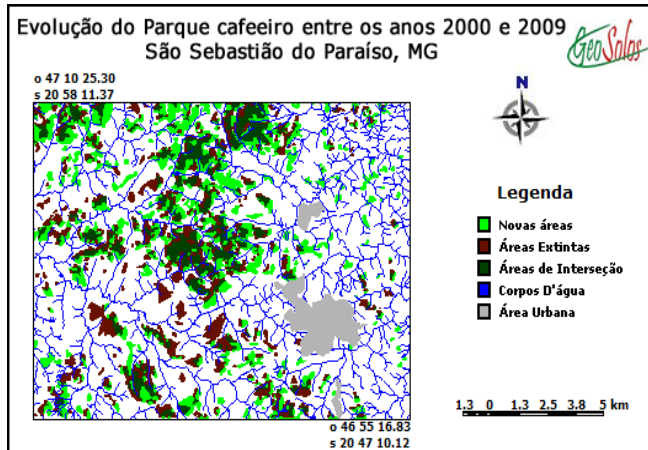 Evolução do Parque cafeeiro entre os anos 2000 e 2009
São Sebastião do Paraíso, MG
GeoSolos
o 47 10 25.30
s 20 58 11.37
N
Legenda
Novas áreas
Áreas Extintas
Áreas de Interseção
Corpos D'água
Área Urbana
1.3 0 1.3 2.5 3.8 5 km
o 46 55 16.83
s 20 47 10.12